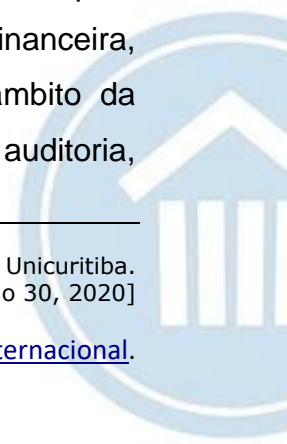 inanceira,
âmbito da
auditoria,
Unicuritiba.
o 30, 2020]
ternacional.